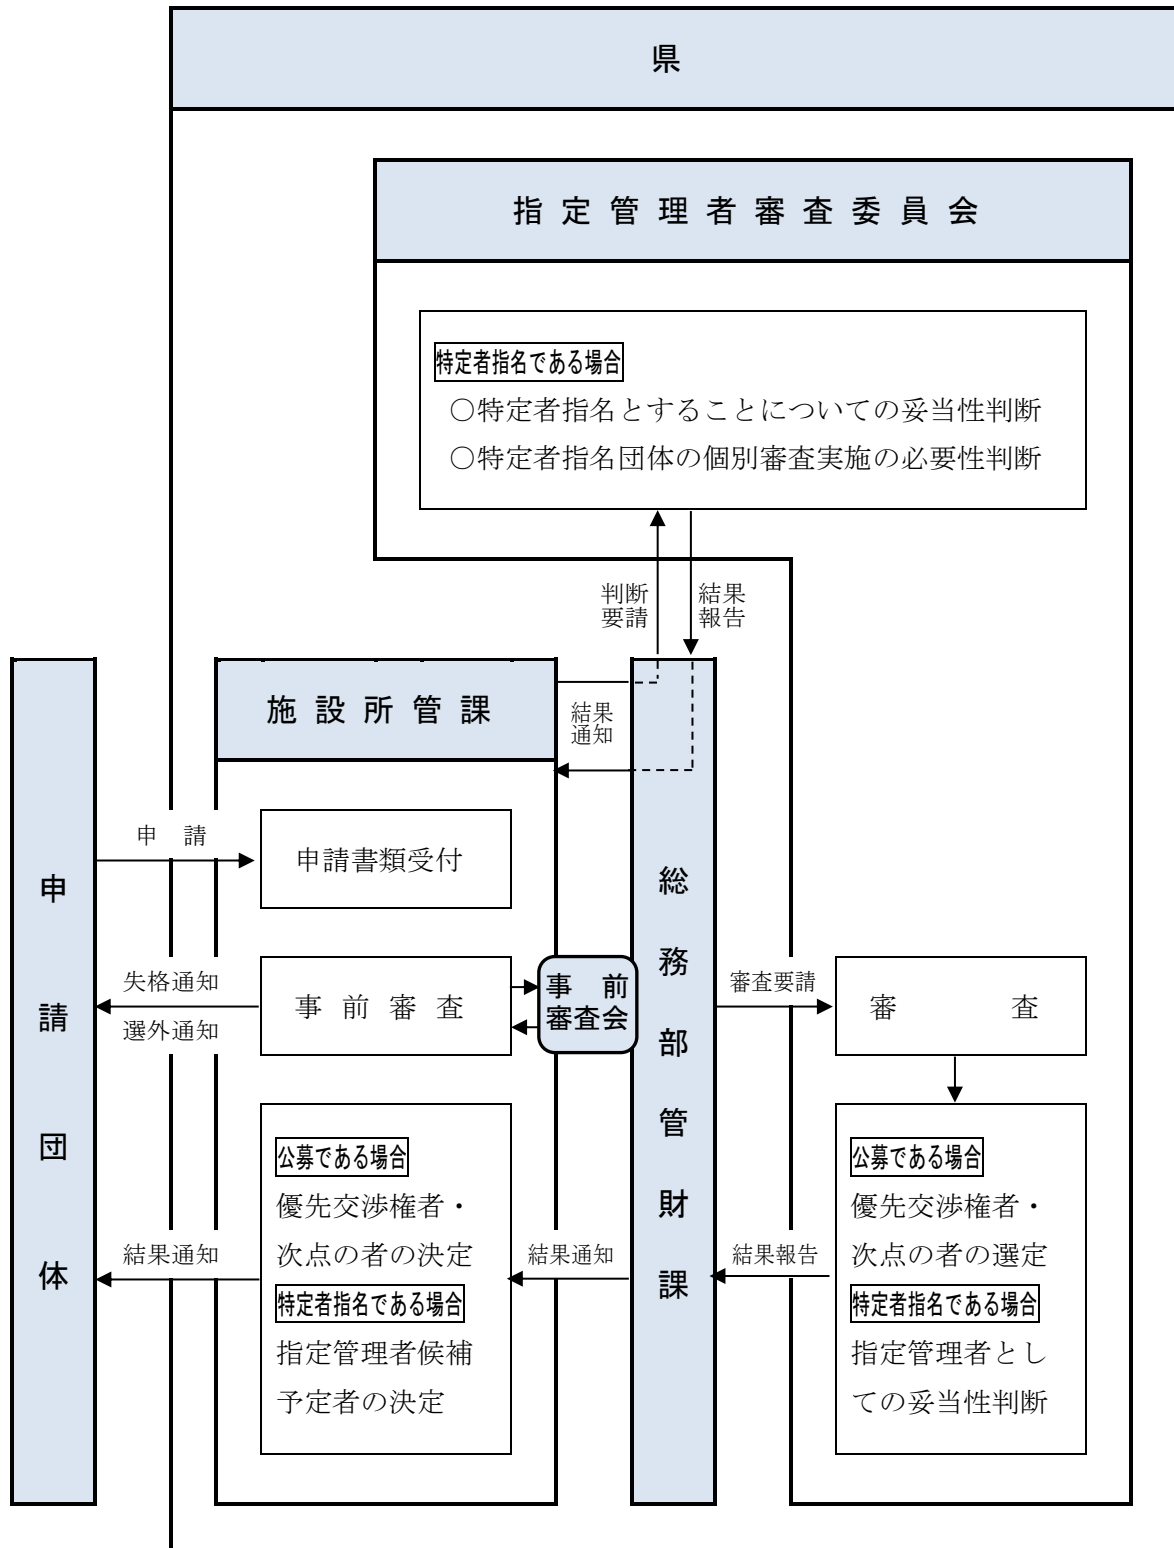 県
指定管理者審査委員会
特定者指名である場合
○特定者指名とすることについての妥当性判断
○特定者指名団体の個別審査実施の必要性判断
判断
要請
結果
報告
施設所管課
結果
通知
申請団体
総務部管財課
申 請
申請書類受付
失格通知
選外通知
事前審査
事 前
審査会
審査要請
審 査
公募である場合
優先交渉権者・
次点の者の決定
特定者指名である場合
指定管理者候補
予定者の決定
結果通知
結果通知
結果報告
公募である場合
優先交渉権者・
次点の者の選定
特定者指名である場合
指定管理者とし
ての妥当性判断